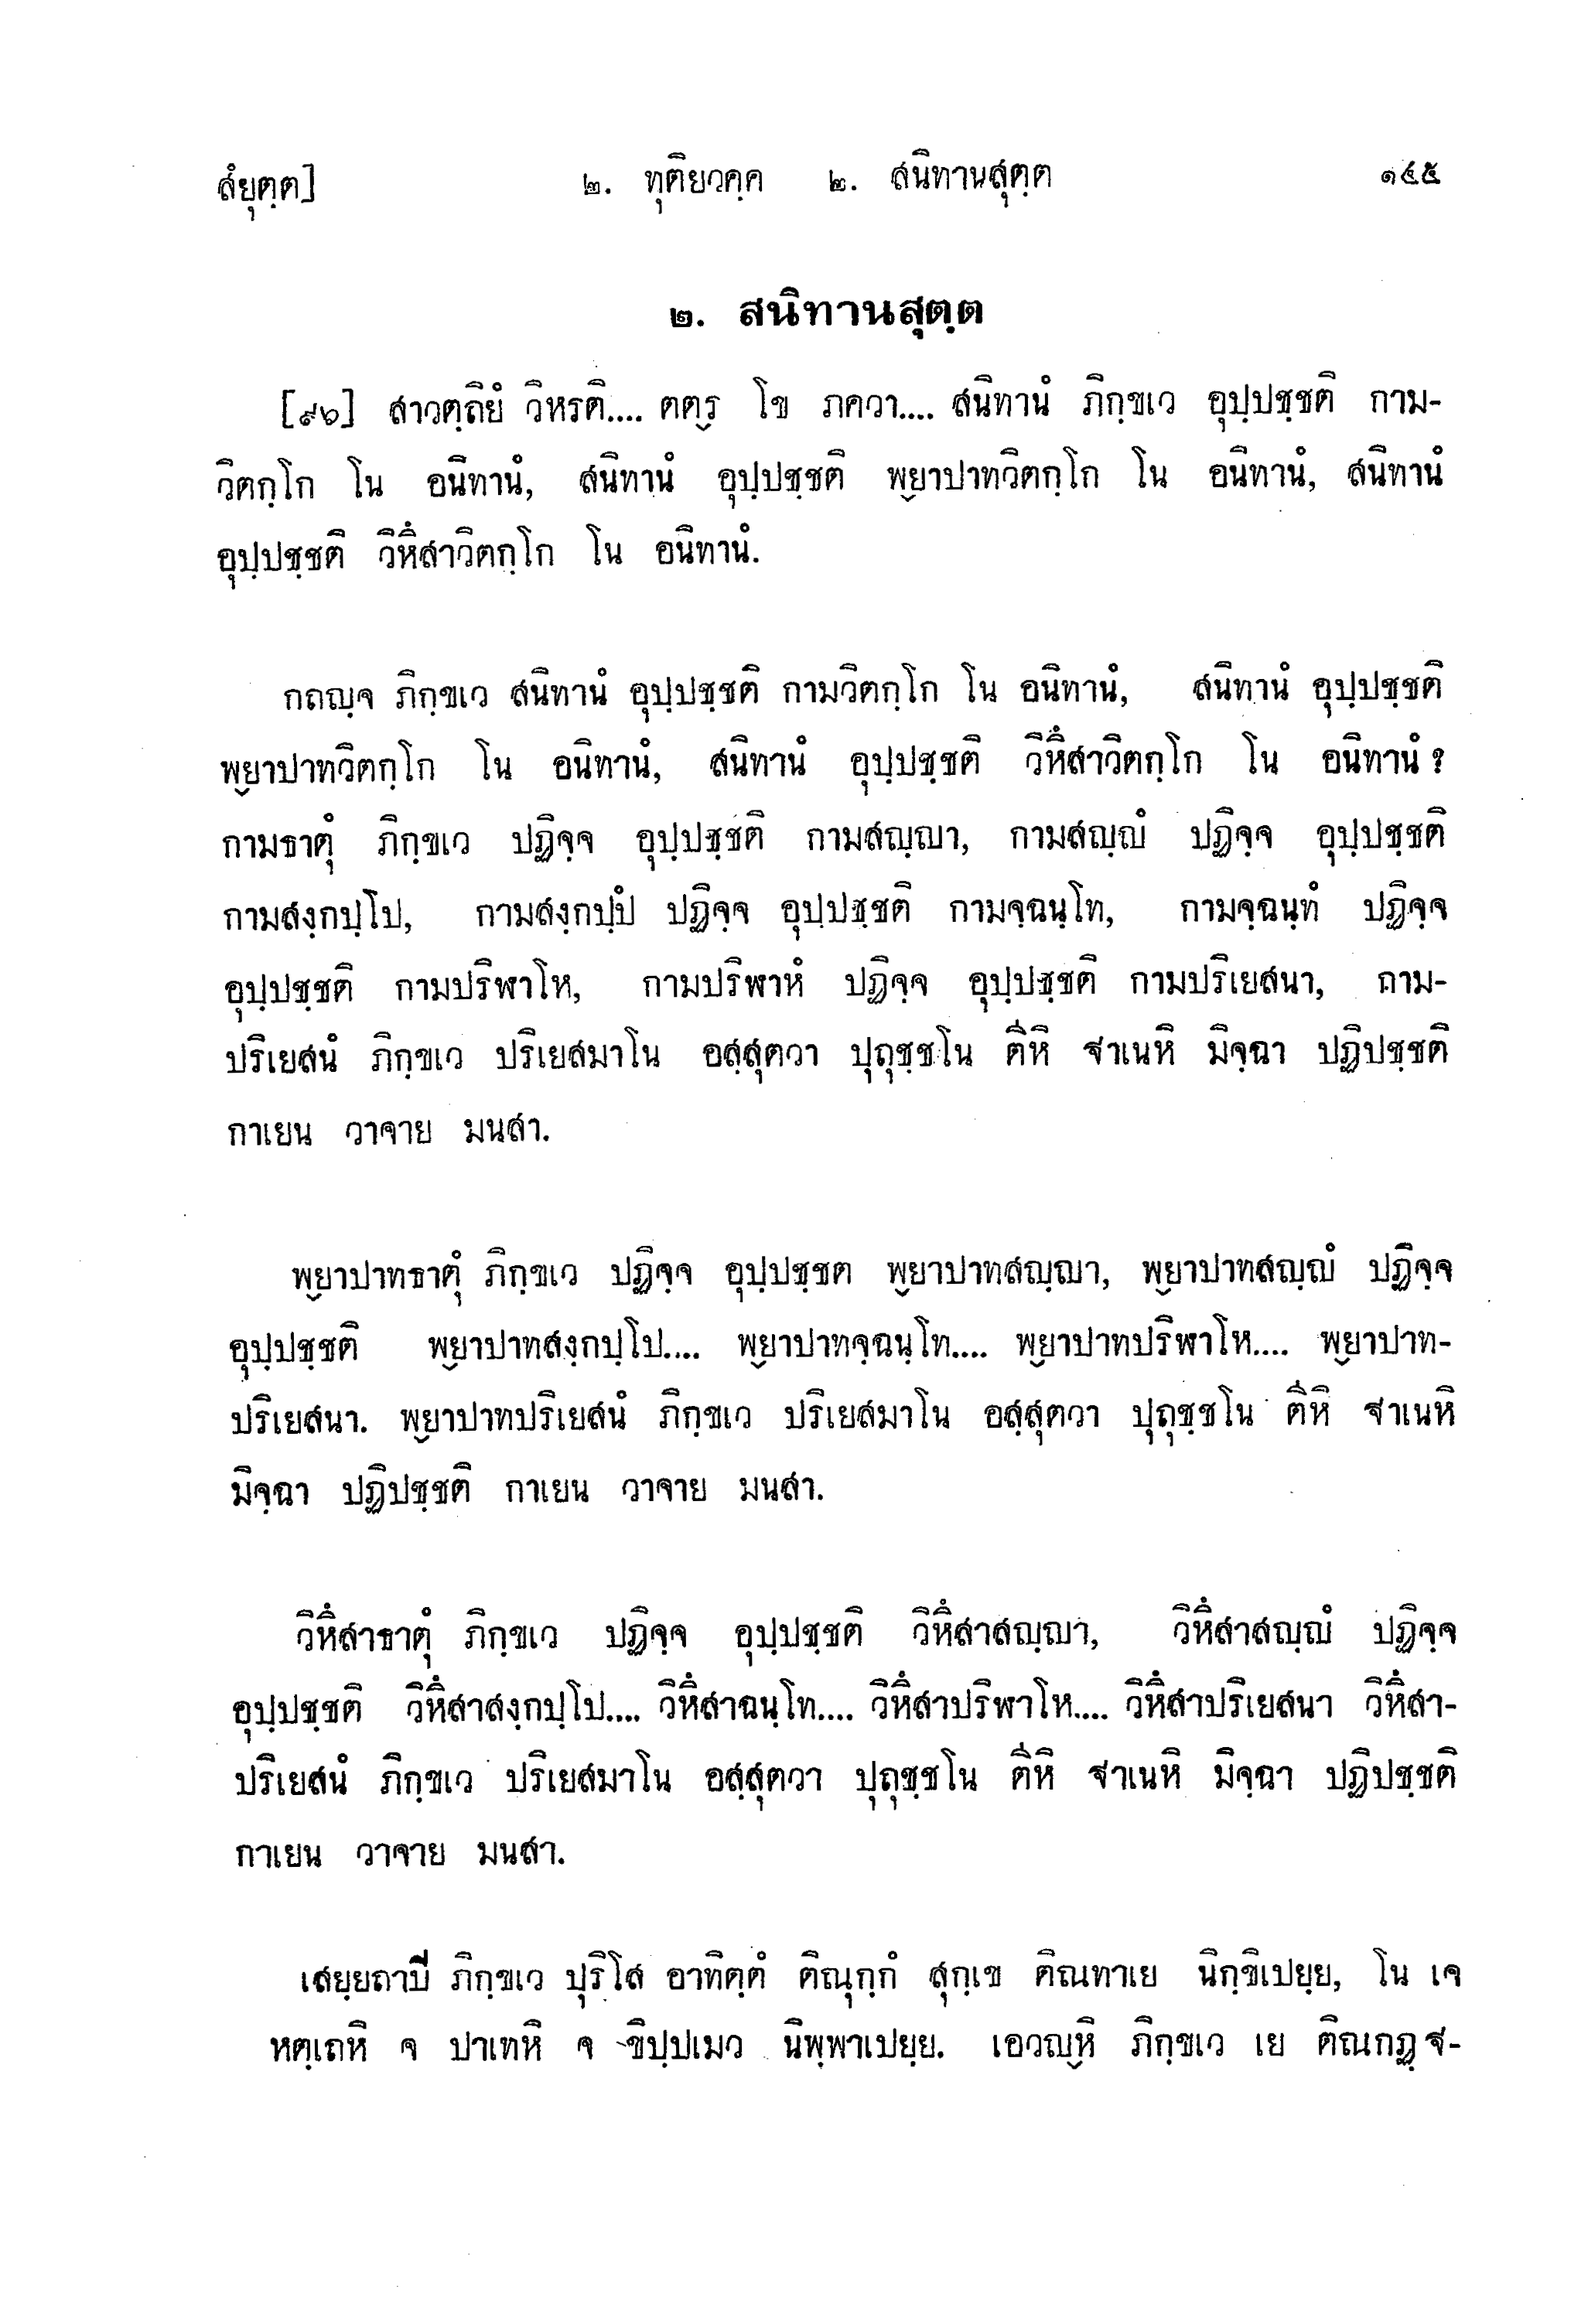 สํยุตฺต]    ๒. ทุติยวคฺค    ๒. สนิทานสุตฺต    ๑๔๕
๒. สนิทานสุตฺต
[๙๖] สาวตฺถิยํ วิหรติ.... ตตฺร โข ภควา.... สนิทานํ ภิกฺขเว อุปฺปชฺชติ กาม-
วิตกฺโก โน อนิทานํ, สนิทานํ อุปฺปชฺชติ พฺยาปาทวิตกฺโก โน อนิทานํ, สนิทานํ
อุปฺปชฺชติ วิหึสาวิตกฺโก โน อนิทานํ.
กถญฺจ ภิกฺขเว สนิทานํ อุปฺปชฺชติ กามวิตกฺโก โน อนิทานํ, สนิทานํ อุปฺปชฺชติ
พฺยาปาทวิตกฺโก โน อนิทานํ, สนิทานํ อุปฺปชฺชติ วิหึสาวิตกฺโก โน อนิทานํ ?
กามธาตุํ ภิกฺขเว ปฏิจฺจ อุปฺปชฺชติ กามสญฺญา, กามสญฺญํ ปฏิจฺจ อุปฺปชฺชติ
กามสงฺกปฺโป, กามสงฺกปฺปํ ปฏิจฺจ อุปฺปชฺชติ กามจฺฉนฺโท, กามจฺฉนฺทํ ปฏิจฺจ
อุปฺปชฺชติ กามปริฬาโห, กามปริฬาหํ ปฏิจฺจ อุปฺปชฺชติ กามปริเยสนา, กาม-
ปริเยสนํ ภิกฺขเว ปริเยสมาโน อสฺสุตวา ปุถุชฺชโน ตีหิ ฐาเนหิ มิจฺฉา ปฏิปชฺชติ
กาเยน วาจาย มนสา.
พฺยาปาทธาตุํ ภิกฺขเว ปฏิจฺจ อุปฺปชฺชต พฺยาปาทสญฺญา, พฺยาปาทสญฺญํ ปฏิจฺจ
อุปฺปชฺชติ พฺยาปาทสงฺกปฺโป.... พฺยาปาทจฺฉนฺโท.... พฺยาปาทปริฬาโห.... พฺยาปาท-
ปริเยสนา. พฺยาปาทปริเยสนํ ภิกฺขเว ปริเยสมาโน อสฺสุตวา ปุถุชฺชโน ตีหิ ฐาเนหิ
มิจฺฉา ปฏิปชฺชติ กาเยน วาจาย มนสา.
วิหึสาธาตุํ ภิกฺขเว ปฏิจฺจ อุปฺปชฺชติ วิหึสาสญฺญา, วิหึสาสญฺญํ ปฏิจฺจ
อุปฺปชฺชติ วิหึสาสงฺกปฺโป.... วิหึสาฉนฺโท.... วิหึสาปริฬาโห.... วิหึสาปริเยสนา วิหึสา-
ปริเยสนํ ภิกฺขเว ปริเยสมาโน อสฺสุตวา ปุถุชฺชโน ตีหิ ฐาเนหิ มิจฺฉา ปฏิปชฺชติ
กาเยน วาจาย มนสา.
เสยฺยถาปี ภิกฺขเว ปุริโส อาทิตฺตํ ติณุกฺกํ สุกฺเข ติณทาเย นิกฺขิเปยฺย, โน เจ
หตฺเถหิ จ ปาเทหิ จ ขิปฺปเมว นิพฺพาเปยฺย. เอวญฺหิ ภิกฺขเว เย ติณกฏฺฐ-